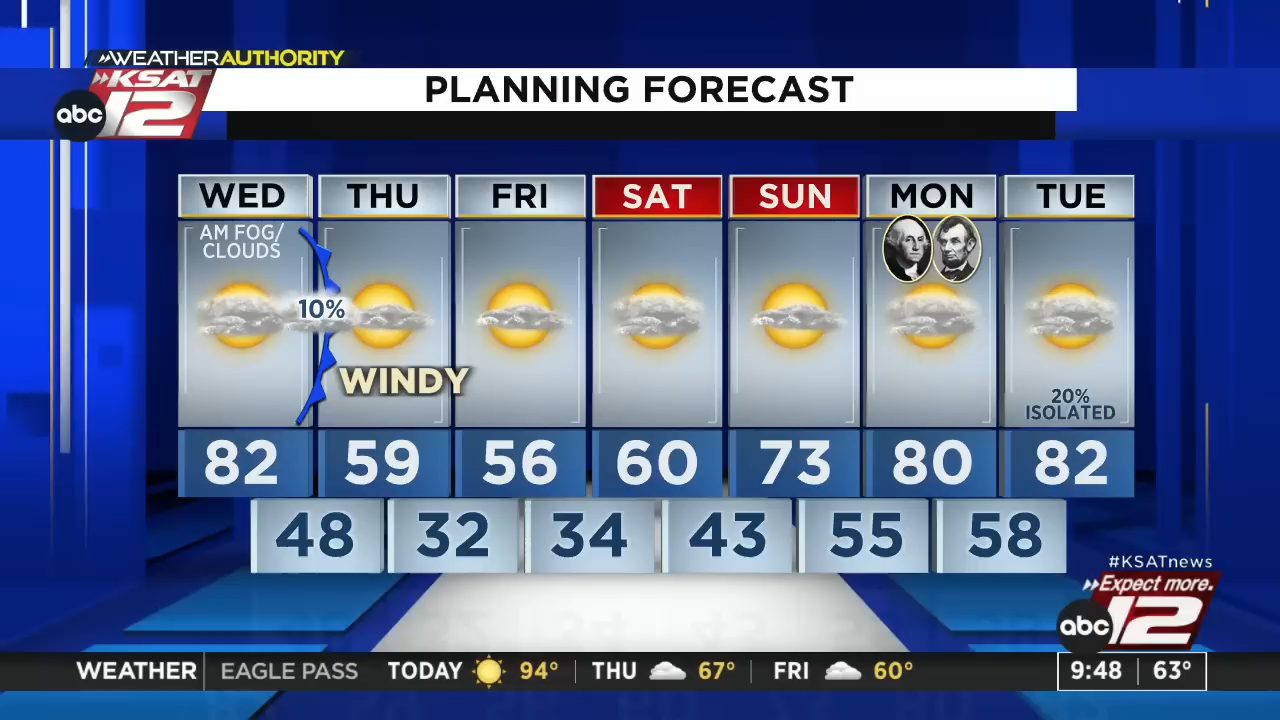 WEATHERAUTHORITY
KSAT
abc 12
PLANNING FORECAST
WED THU FRI SAT SUN MON TUE
AM FOG/
CLOUDS
10%
WINDY
20%
ISOLATED
82 59 56 60 73 80 82
48 32 34 43 55 58
#KSATnews
Expect more.
abc 12
WEATHER EAGLE PASS TODAY 94° THU 67° FRI 60° 9:48 63°